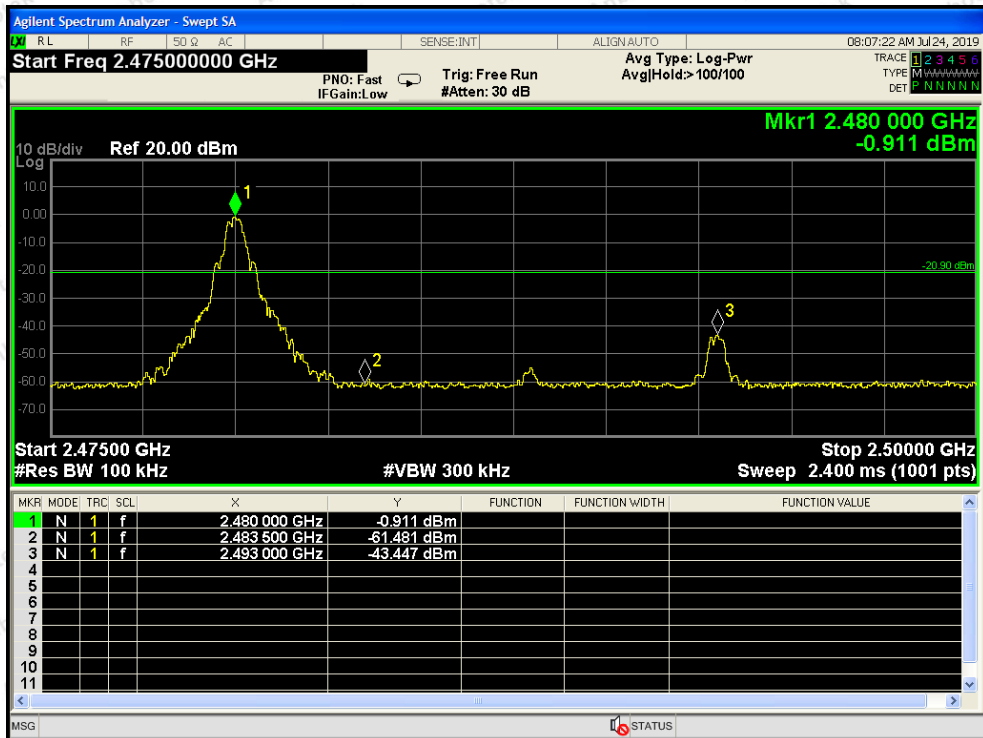 Agilent Spectrum Analyzer - Swept SA
LXI RL RF 50 Ω AC SENSE:INT ALIGN AUTO 08:07:22 AM Jul 24, 2019
Start Freq 2.475000000 GHz
PNO: Fast
IFGain:Low
Trig: Free Run
#Atten: 30 dB
Avg Type: Log-Pwr
Avg|Hold:>100/100
TRACE 1 2 3 4 5 6
TYPE M WWWWW
DET P N N N N N
Mkr1 2.480 000 GHz
-0.911 dBm
10 dB/div Ref 20.00 dBm
Log
10.0
0.00
-10.0
-20.0
-30.0
-40.0
-50.0
-60.0
-70.0
1
2
3
-20.90 dBm
Start 2.47500 GHz Stop 2.50000 GHz
#Res BW 100 kHz #VBW 300 kHz Sweep 2.400 ms (1001 pts)
MKR MODE TRC SCL X Y FUNCTION FUNCTION WIDTH FUNCTION VALUE
1 N 1 f 2.480 000 GHz -0.911 dBm
2 N 1 f 2.483 500 GHz -61.481 dBm
3 N 1 f 2.493 000 GHz -43.447 dBm
4
5
6
7
8
9
10
11
MSG STATUS